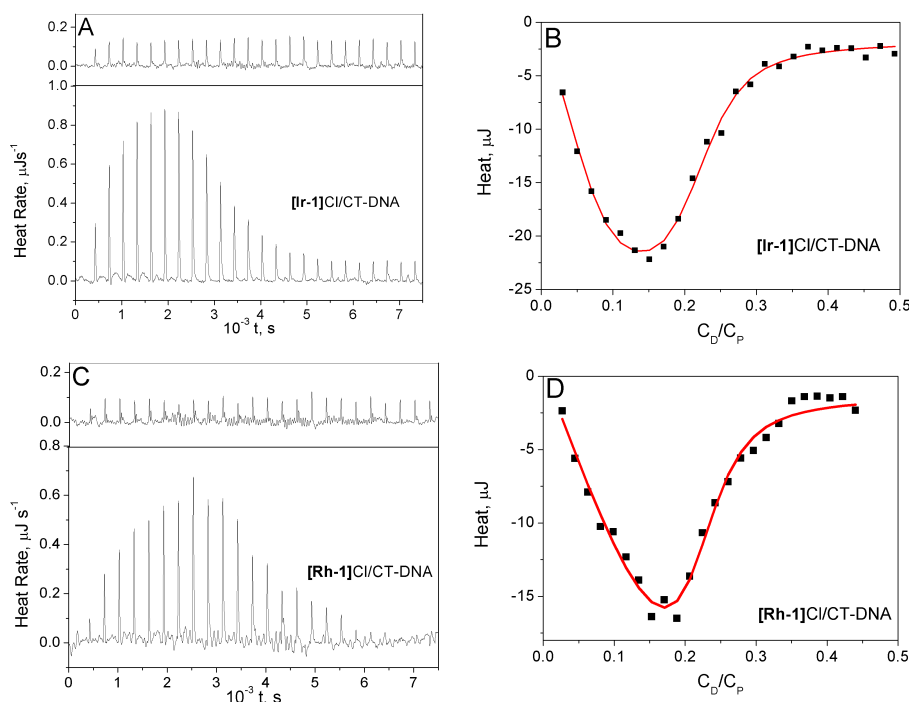 A
0.2
0.0
1.0
0.8
0.6
0.4
0.2
0.0
Heat Rate, μJs⁻¹
[Ir-1]Cl/CT-DNA
0 1 2 3 4 5 6 7
10⁻³ t, s
B
0
-5
-10
-15
-20
-25
Heat, μJ
[Ir-1]Cl/CT-DNA
0.0 0.1 0.2 0.3 0.4 0.5
C_D/C_P
C
0.2
0.0
0.8
0.6
0.4
0.2
0.0
Heat Rate, μJ s⁻¹
[Rh-1]Cl/CT-DNA
0 1 2 3 4 5 6 7
10⁻³ t, s
D
0
-5
-10
-15
Heat, μJ
[Rh-1]Cl/CT-DNA
0.0 0.1 0.2 0.3 0.4 0.5
C_D/C_P